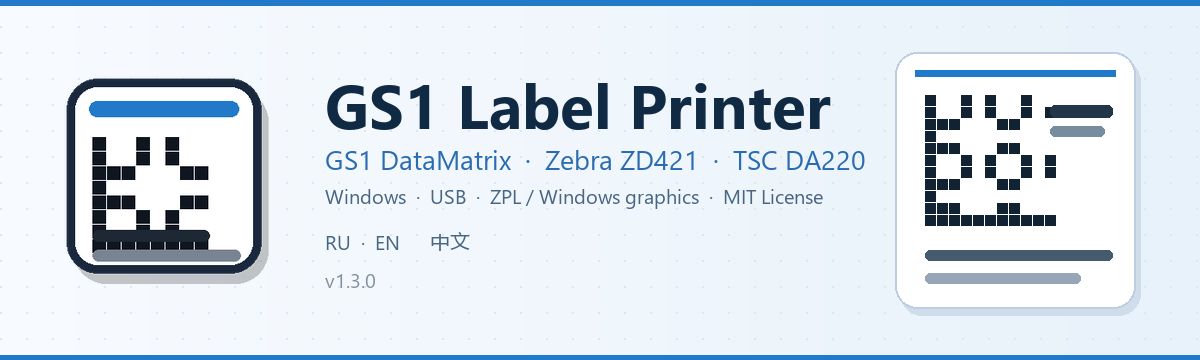 GS1 Label Printer
GS1 DataMatrix · Zebra ZD421 · TSC DA220
Windows · USB · ZPL / Windows graphics · MIT License
RU · EN 中文
v1.3.0